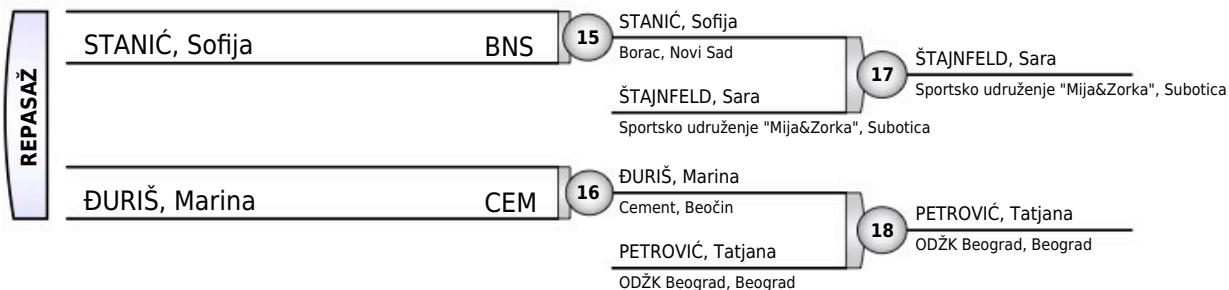 REPASAŽ
STANIĆ, Sofija BNS
15
STANIĆ, Sofija
Borac, Novi Sad
ŠTAJNFELD, Sara
Sportsko udruženje "Mija&Zorka", Subotica
17
ŠTAJNFELD, Sara
Sportsko udruženje "Mija&Zorka", Subotica
ĐURIŠ, Marina CEM
16
ĐURIŠ, Marina
Cement, Beočin
PETROVIĆ, Tatjana
ODŽK Beograd, Beograd
18
PETROVIĆ, Tatjana
ODŽK Beograd, Beograd